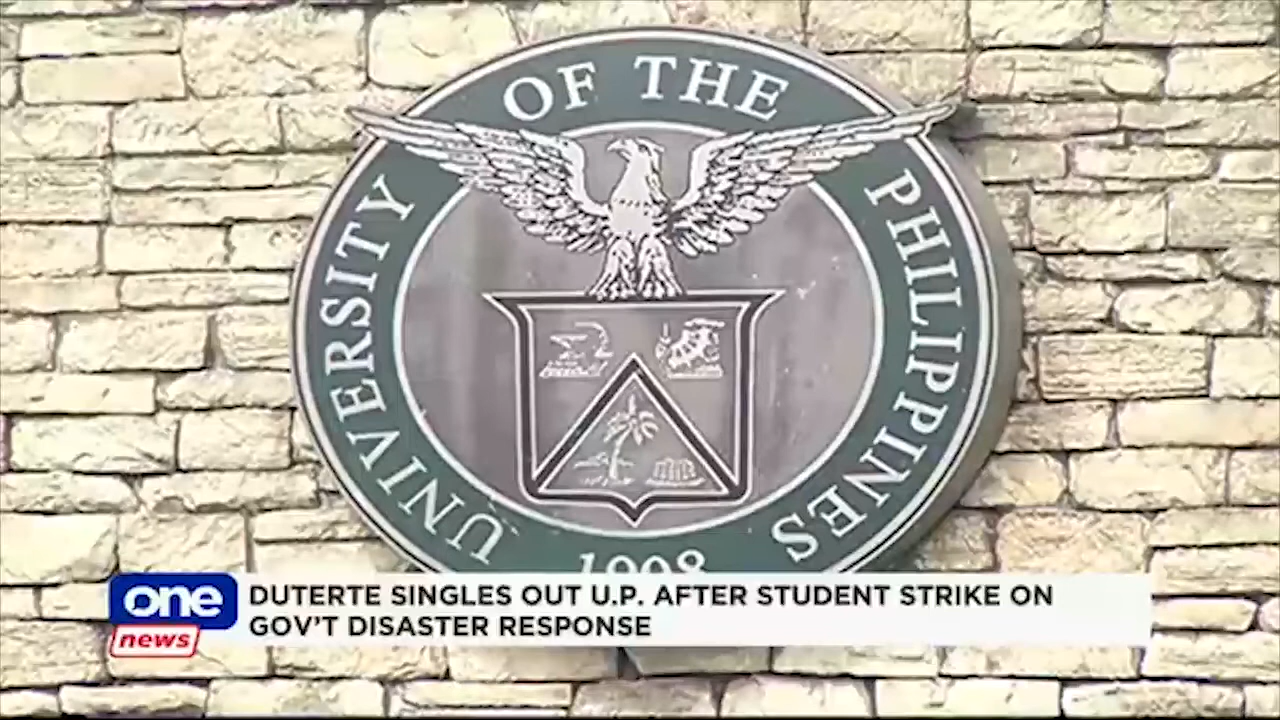 UNIVERSITY OF THE PHILIPPINES
1908
one
news
DUTERTE SINGLES OUT U.P. AFTER STUDENT STRIKE ON
GOV'T DISASTER RESPONSE